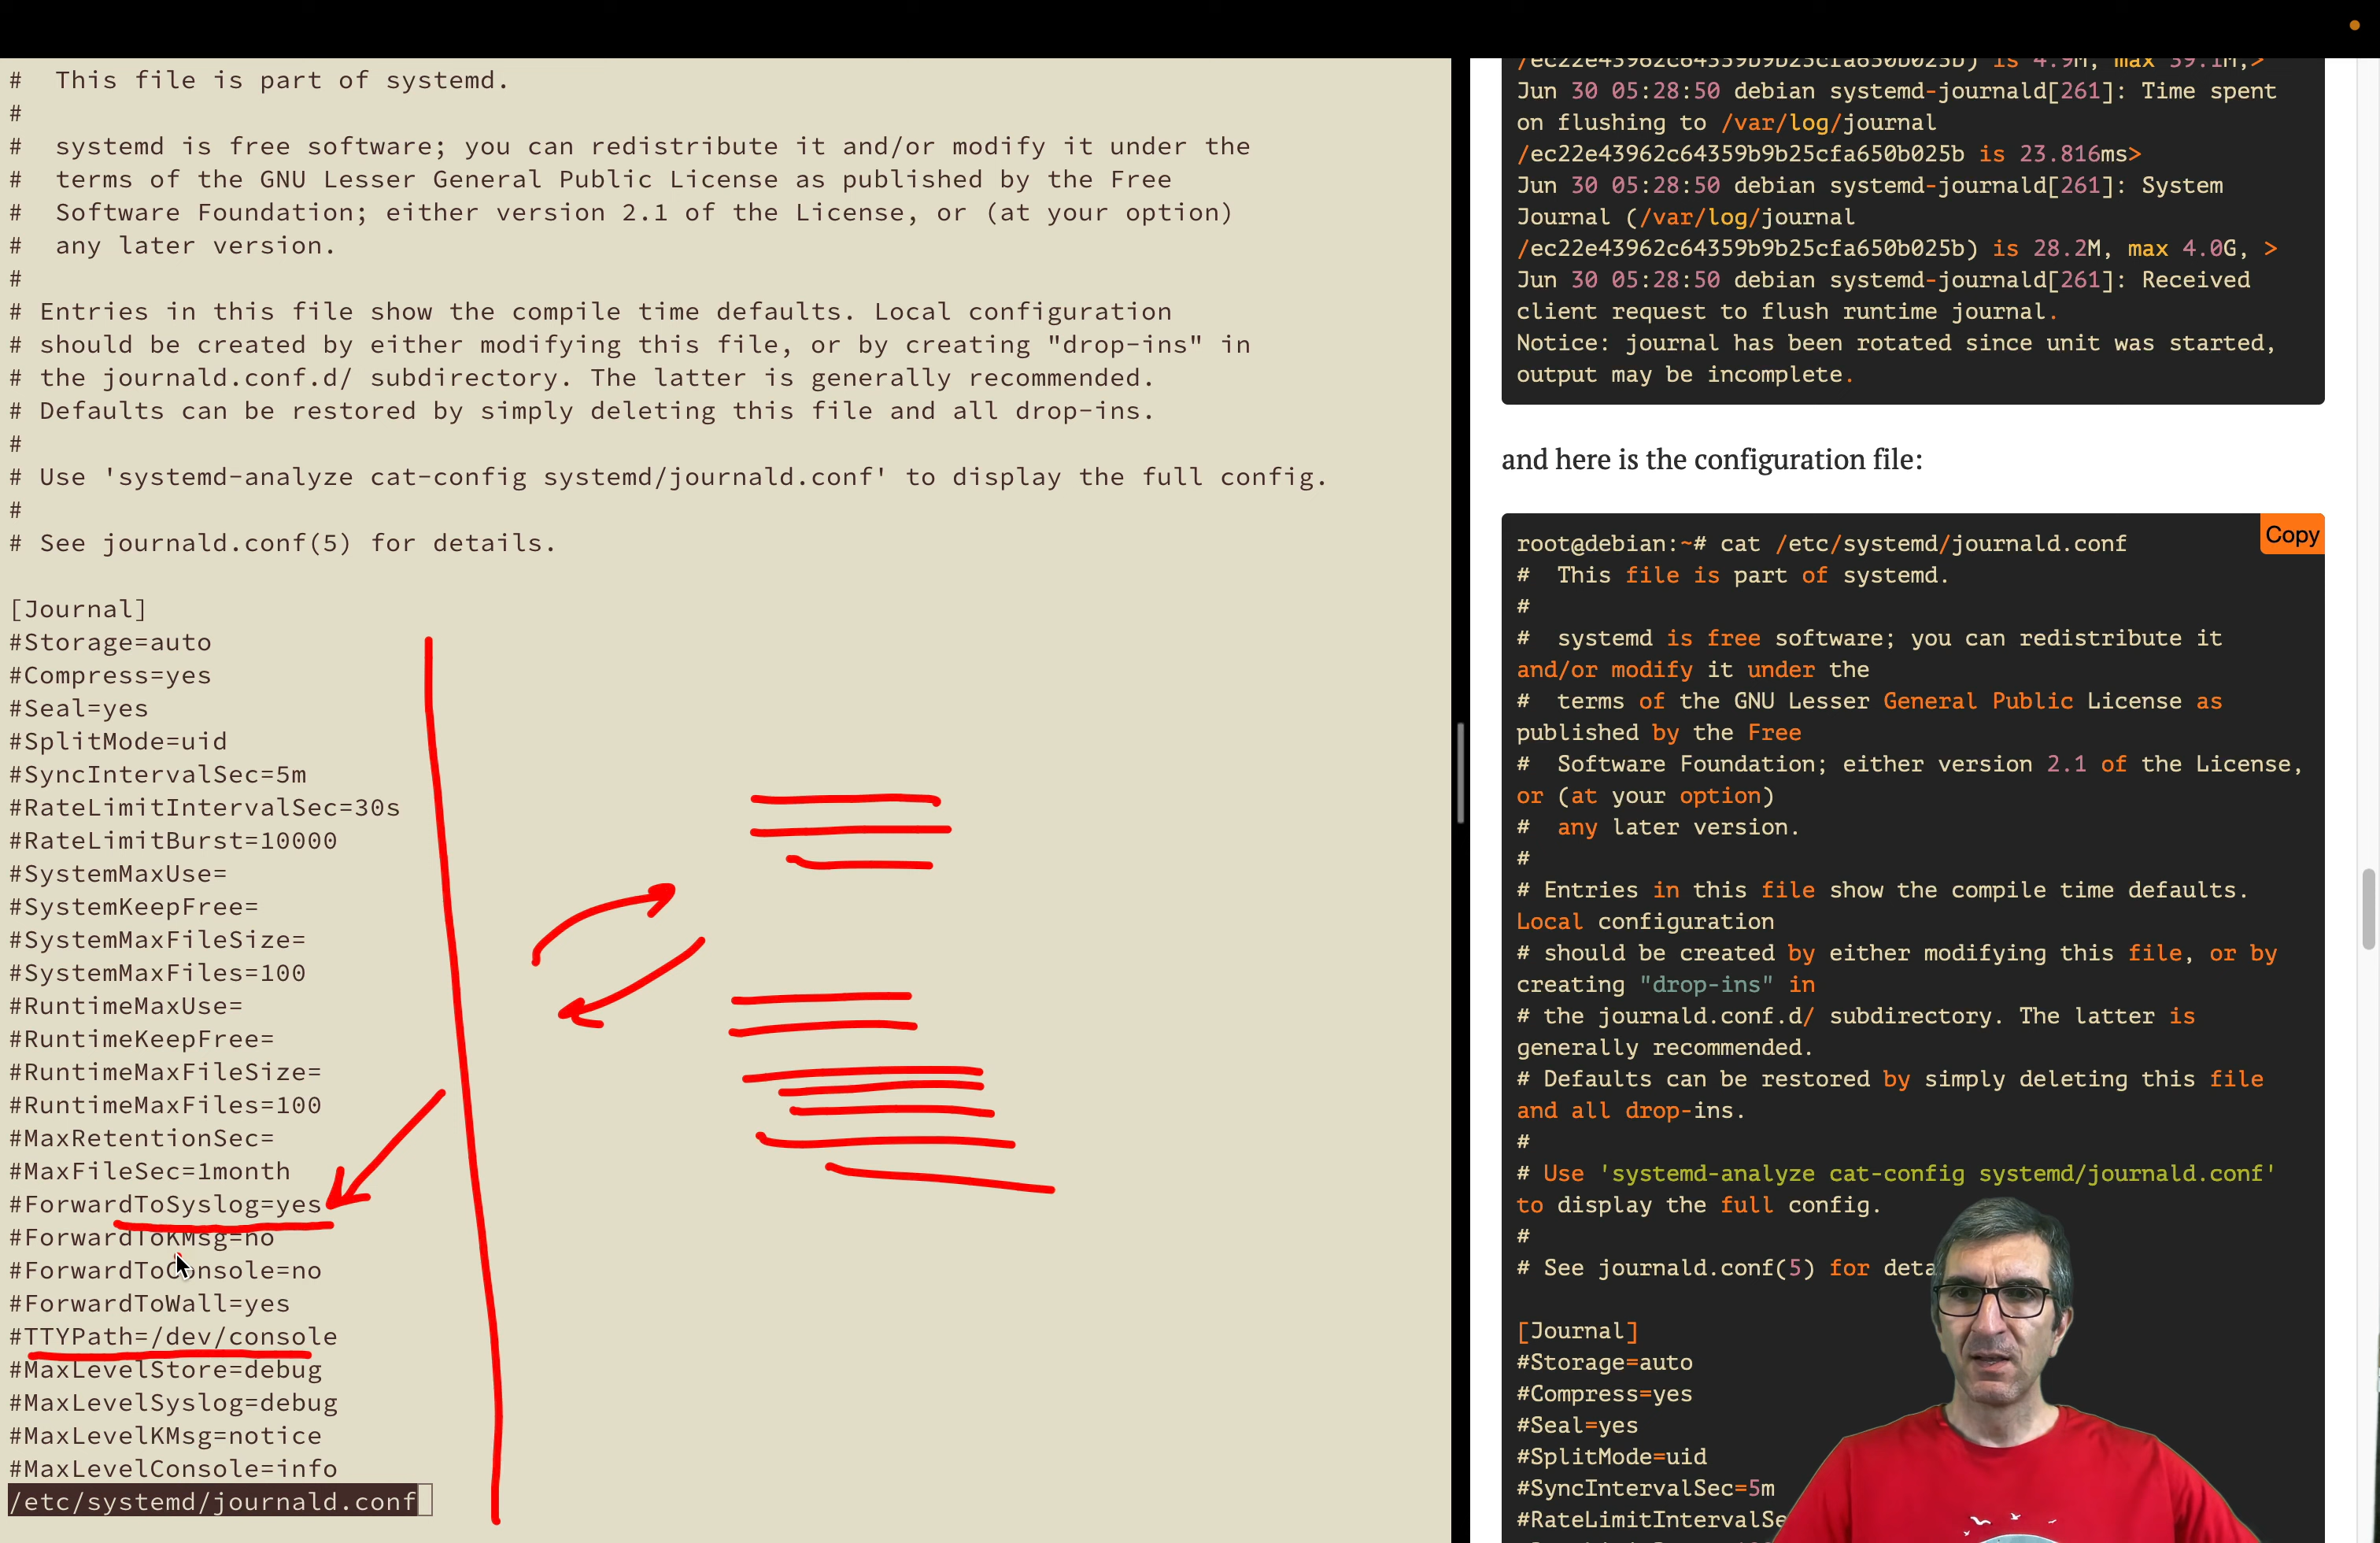 #  This file is part of systemd.
#
#  systemd is free software; you can redistribute it and/or modify it under the
#  terms of the GNU Lesser General Public License as published by the Free
#  Software Foundation; either version 2.1 of the License, or (at your option)
#  any later version.
#
# Entries in this file show the compile time defaults. Local configuration
# should be created by either modifying this file, or by creating "drop-ins" in
# the journald.conf.d/ subdirectory. The latter is generally recommended.
# Defaults can be restored by simply deleting this file and all drop-ins.
#
# Use 'systemd-analyze cat-config systemd/journald.conf' to display the full config.
#
# See journald.conf(5) for details.
[Journal]
#Storage=auto
#Compress=yes
#Seal=yes
#SplitMode=uid
#SyncIntervalSec=5m
#RateLimitIntervalSec=30s
#RateLimitBurst=10000
#SystemMaxUse=
#SystemKeepFree=
#SystemMaxFileSize=
#SystemMaxFiles=100
#RuntimeMaxUse=
#RuntimeKeepFree=
#RuntimeMaxFileSize=
#RuntimeMaxFiles=100
#MaxRetentionSec=
#MaxFileSec=1month
#ForwardToSyslog=yes
#ForwardToKMsg=no
#ForwardToConsole=no
#ForwardToWall=yes
#TTYPath=/dev/console
#MaxLevelStore=debug
#MaxLevelSyslog=debug
#MaxLevelKMsg=notice
#MaxLevelConsole=info
/etc/systemd/journald.conf
/ec22e43962c64359b9b25cfa650b025b) is 4.9M, max 39.1M,>
Jun 30 05:28:50 debian systemd-journald[261]: Time spent
on flushing to /var/log/journal
/ec22e43962c64359b9b25cfa650b025b is 23.816ms>
Jun 30 05:28:50 debian systemd-journald[261]: System
Journal (/var/log/journal
/ec22e43962c64359b9b25cfa650b025b) is 28.2M, max 4.0G, >
Jun 30 05:28:50 debian systemd-journald[261]: Received
client request to flush runtime journal.
Notice: journal has been rotated since unit was started,
output may be incomplete.
and here is the configuration file:
Copy
root@debian:~# cat /etc/systemd/journald.conf
#  This file is part of systemd.
#
#  systemd is free software; you can redistribute it
and/or modify it under the
#  terms of the GNU Lesser General Public License as
published by the Free
#  Software Foundation; either version 2.1 of the License,
or (at your option)
#  any later version.
#
# Entries in this file show the compile time defaults.
Local configuration
# should be created by either modifying this file, or by
creating "drop-ins" in
# the journald.conf.d/ subdirectory. The latter is
generally recommended.
# Defaults can be restored by simply deleting this file
and all drop-ins.
#
# Use 'systemd-analyze cat-config systemd/journald.conf'
to display the full config.
#
# See journald.conf(5) for deta
[Journal]
#Storage=auto
#Compress=yes
#Seal=yes
#SplitMode=uid
#SyncIntervalSec=5m
#RateLimitIntervalSe